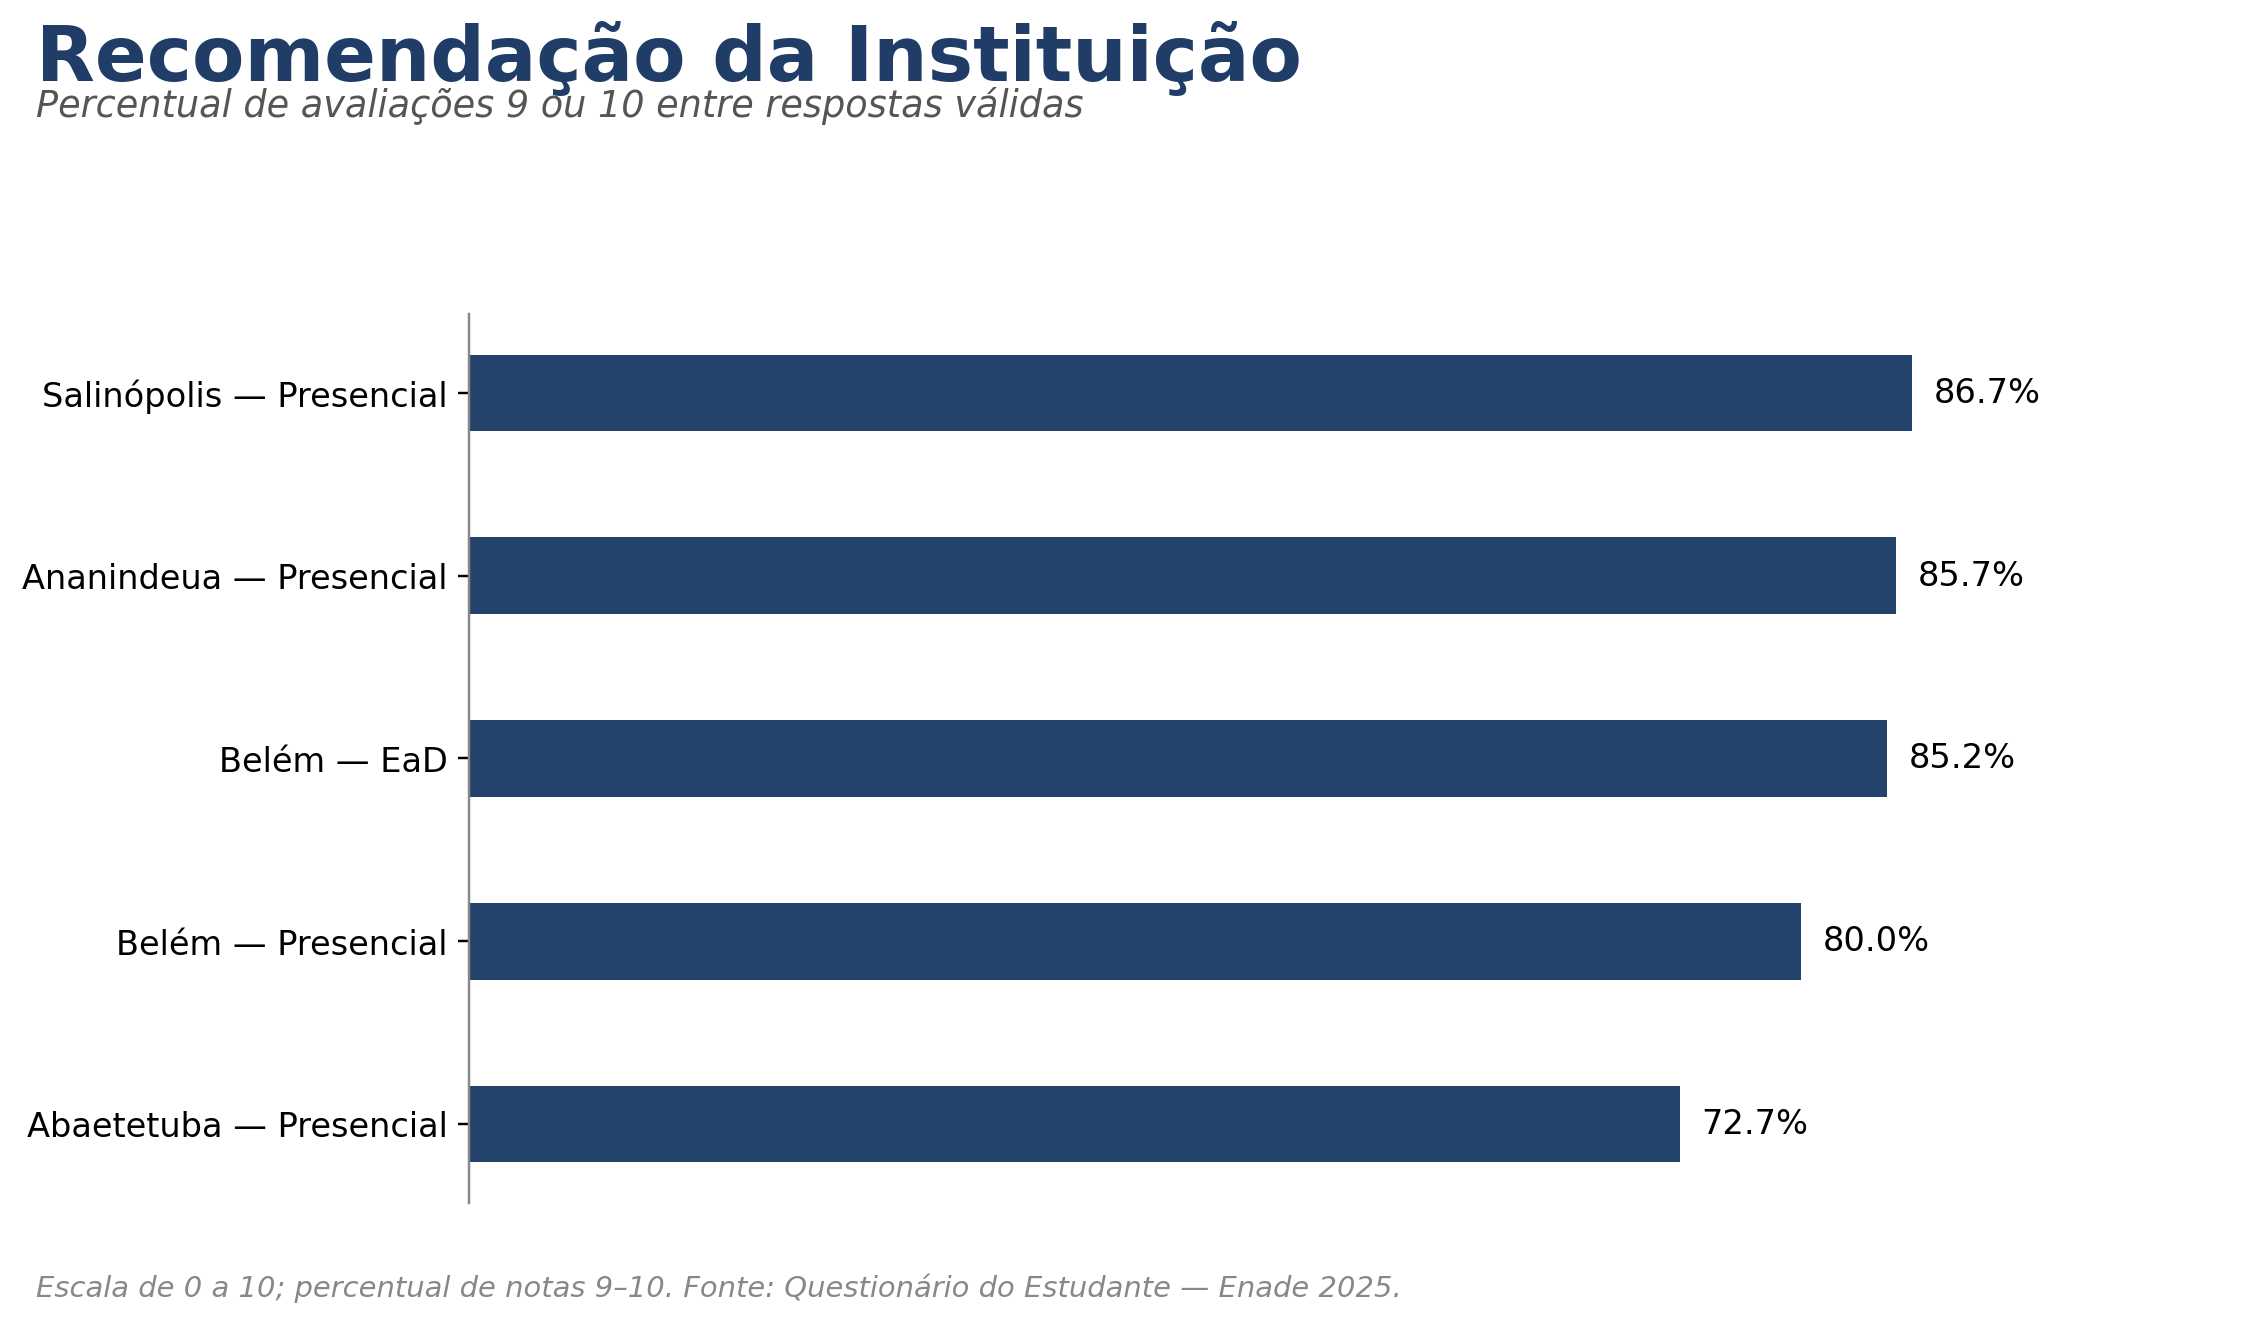 Recomendação da Instituição
Percentual de avaliações 9 ou 10 entre respostas válidas
Salinópolis — Presencial 86.7%
Ananindeua — Presencial 85.7%
Belém — EaD 85.2%
Belém — Presencial 80.0%
Abaetetuba — Presencial 72.7%
Escala de 0 a 10; percentual de notas 9–10. Fonte: Questionário do Estudante — Enade 2025.